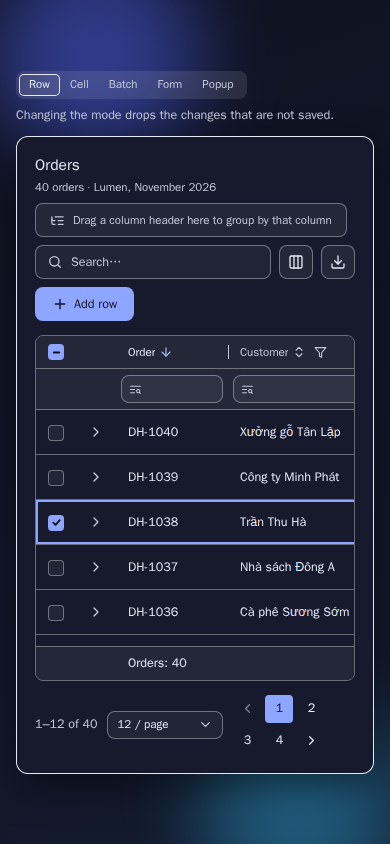 Row Cell Batch Form Popup
Changing the mode drops the changes that are not saved.
Orders
40 orders · Lumen, November 2026
Drag a column header here to group by that column
Search···
Add row
Order Customer
DH-1040 Xưởng gỗ Tân Lập
DH-1039 Công ty Minh Phát
DH-1038 Trần Thu Hà
DH-1037 Nhà sách Đông A
DH-1036 Cà phê Sương Sớm
Orders: 40
1–12 of 40 12 / page 1 2
3 4